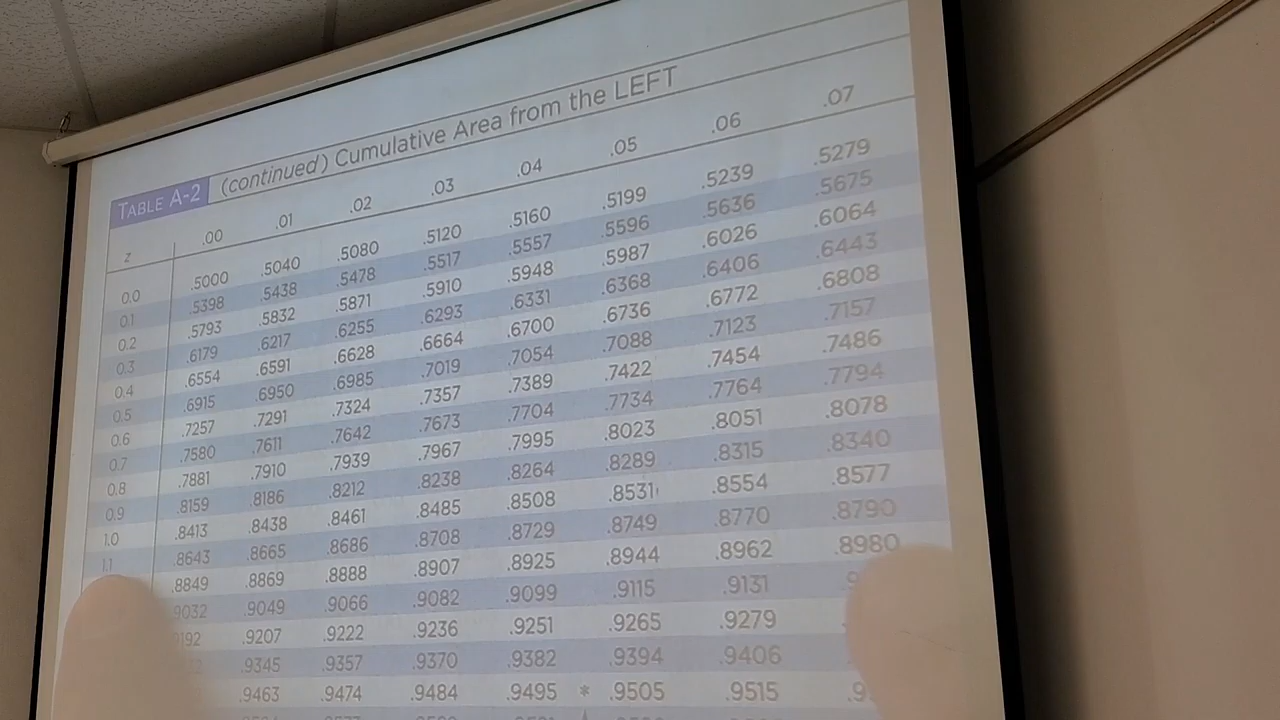 TABLE A-2 (continued) Cumulative Area from the LEFT
z .00 .01 .02 .03 .04 .05 .06 .07
0.0 .5000 .5040 .5080 .5120 .5160 .5199 .5239 .5279
0.1 .5398 .5438 .5478 .5517 .5557 .5596 .5636 .5675
0.2 .5793 .5832 .5871 .5910 .5948 .5987 .6026 .6064
0.3 .6179 .6217 .6255 .6293 .6331 .6368 .6406 .6443
0.4 .6554 .6591 .6628 .6664 .6700 .6736 .6772 .6808
0.5 .6915 .6950 .6985 .7019 .7054 .7088 .7123 .7157
0.6 .7257 .7291 .7324 .7357 .7389 .7422 .7454 .7486
0.7 .7580 .7611 .7642 .7673 .7704 .7734 .7764 .7794
0.8 .7881 .7910 .7939 .7967 .7995 .8023 .8051 .8078
0.9 .8159 .8186 .8212 .8238 .8264 .8289 .8315 .8340
1.0 .8413 .8438 .8461 .8485 .8508 .8531 .8554 .8577
1.1 .8643 .8665 .8686 .8708 .8729 .8749 .8770 .8790
.8849 .8869 .8888 .8907 .8925 .8944 .8962 .8980
.9032 .9049 .9066 .9082 .9099 .9115 .9131
.9207 .9222 .9236 .9251 .9265 .9279
.9345 .9357 .9370 .9382 .9394 .9406
.9463 .9474 .9484 .9495 * .9505 .9515